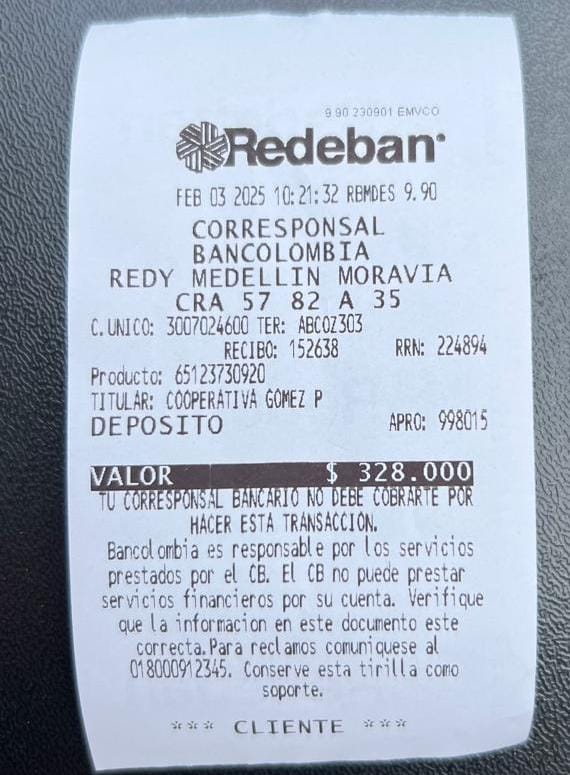 9.90 230901 EMVCO
Redeban
FEB 03 2025 10:21:32 RBMDES 9.90
CORRESPONSAL
BANCOLOMBIA
REDY MEDELLIN MORAVIA
CRA 57 82 A 35
C.UNICO: 3007024600 TER: ABCOZ303
RECIBO: 152638 RRN: 224894
Producto: 65123730920
TITULAR: COOPERATIVA GOMEZ P
DEPOSITO APRO: 998015
VALOR $ 328.000
TU CORRESPONSAL BANCARIO NO DEBE COBRARTE POR
HACER ESTA TRANSACCION.
Bancolombia es responsable por los servicios
prestados por el CB. El CB no puede prestar
servicios financieros por su cuenta. Verifique
que la informacion en este documento este
correcta.Para reclamos comuniquese al
018000912345. Conserve esta tirilla como
soporte.
*** CLIENTE ***